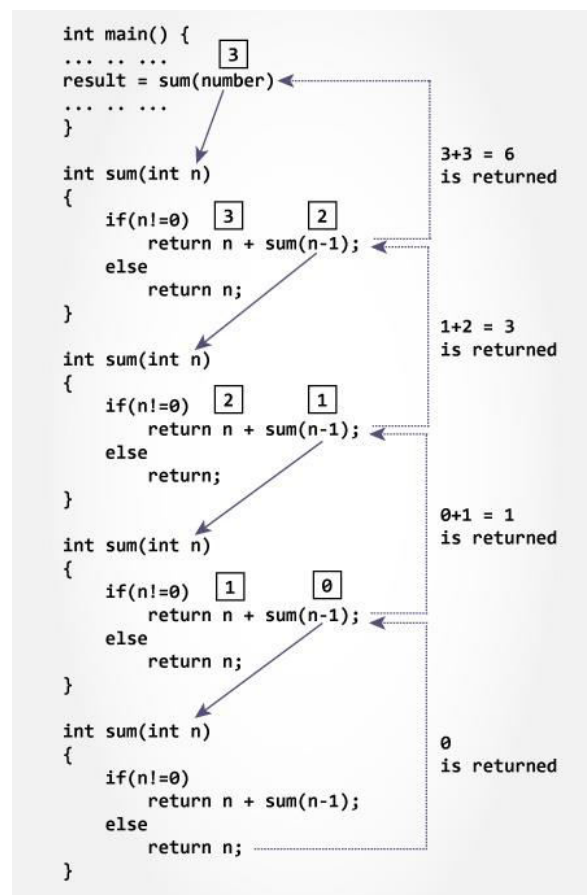 int main() {
... .. ... 3
result = sum(number)
... .. ...
}
3+3 = 6
is returned
int sum(int n)
{
if(n!=0) 3 2
return n + sum(n-1);
else
return n;
}
1+2 = 3
is returned
int sum(int n)
{
if(n!=0) 2 1
return n + sum(n-1);
else
return;
}
0+1 = 1
is returned
int sum(int n)
{
if(n!=0) 1 0
return n + sum(n-1);
else
return n;
}
0
is returned
int sum(int n)
{
if(n!=0)
return n + sum(n-1);
else
return n;
}